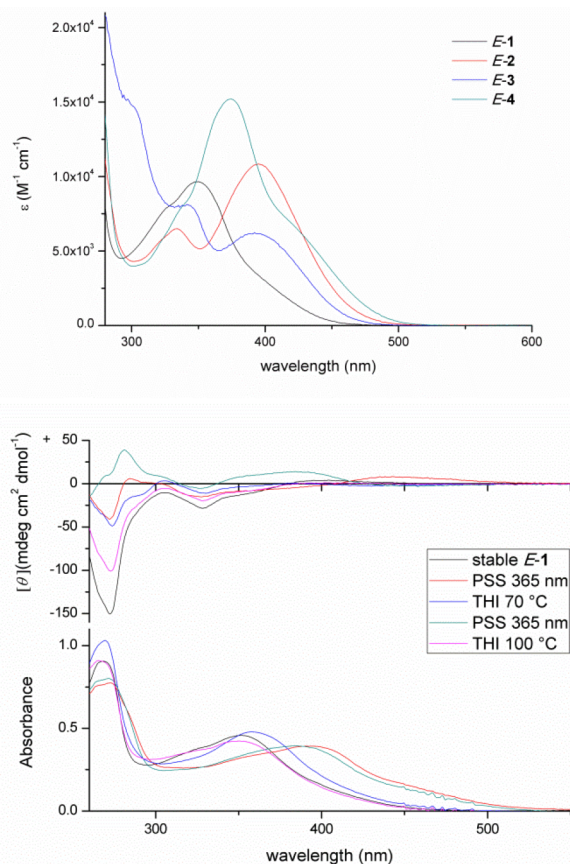 2.0x10⁴
1.5x10⁴
1.0x10⁴
5.0x10³
0.0
ε (M⁻¹ cm⁻¹)
E-1
E-2
E-3
E-4
300
400
500
600
wavelength (nm)
+
50
0
-50
-100
-150
[θ](mdeg cm² dmol⁻¹)
stable E-1
PSS 365 nm
THI 70 °C
PSS 365 nm
THI 100 °C
1.0
0.5
0.0
Absorbance
300
400
500
wavelength (nm)